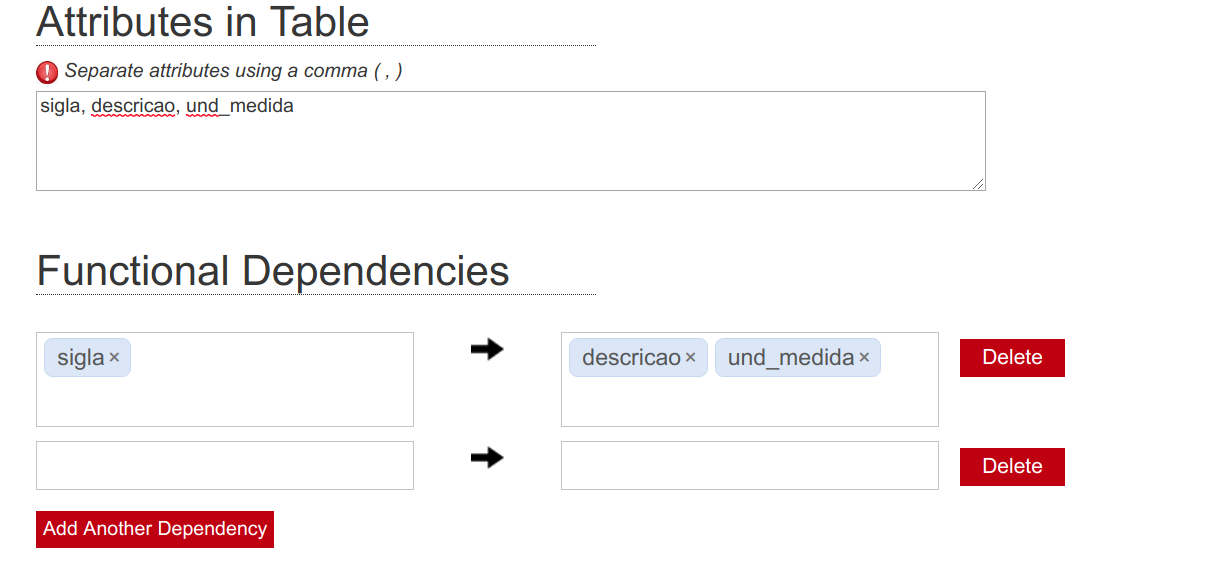 Attributes in Table
Separate attributes using a comma ( , )
sigla, descricao, und_medida
Functional Dependencies
sigla × descricao × und_medida × Delete
Delete
Add Another Dependency